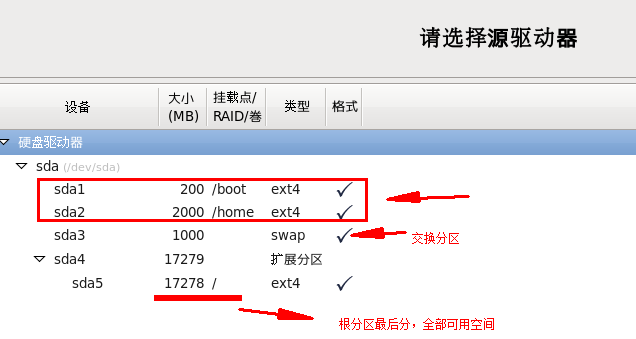 请选择源驱动器
设备
大小
(MB)
挂载点/
RAID/卷
类型
格式
硬盘驱动器
sda (/dev/sda)
sda1 200 /boot ext4
sda2 2000 /home ext4
sda3 1000 swap
交换分区
sda4 17279 扩展分区
sda5 17278 / ext4
根分区最后分，全部可用空间